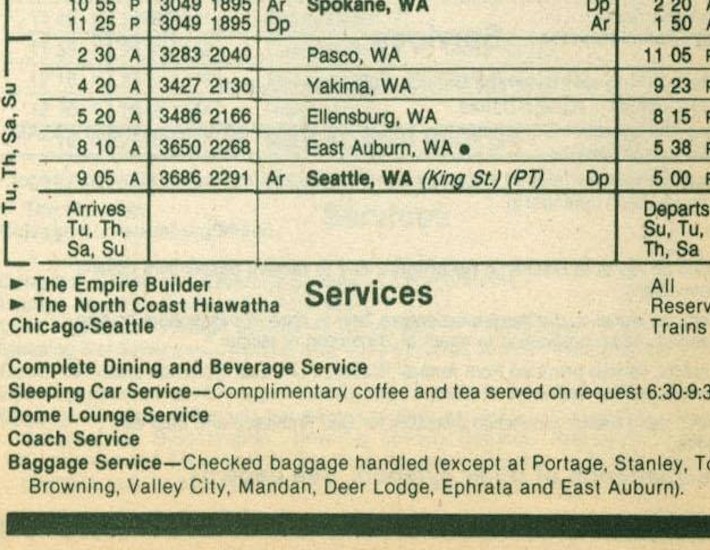 10 55 P 3049 1895 Ar Spokane, WA Dp 2 20
11 25 P 3049 1895 Dp Ar 1 50
2 30 A 3283 2040 Pasco, WA 11 05
4 20 A 3427 2130 Yakima, WA 9 23
5 20 A 3486 2166 Ellensburg, WA 8 15
8 10 A 3650 2268 East Auburn, WA ● 5 38
9 05 A 3686 2291 Ar Seattle, WA (King St.) (PT) Dp 5 00 P
Tu, Th, Sa, Su
Arrives
Tu, Th,
Sa, Su
Departs
Su, Tu,
Th, Sa
► The Empire Builder
► The North Coast Hiawatha
Chicago-Seattle
Services
All
Reserv
Trains
Complete Dining and Beverage Service
Sleeping Car Service—Complimentary coffee and tea served on request 6:30-9:3
Dome Lounge Service
Coach Service
Baggage Service—Checked baggage handled (except at Portage, Stanley, To
Browning, Valley City, Mandan, Deer Lodge, Ephrata and East Auburn).